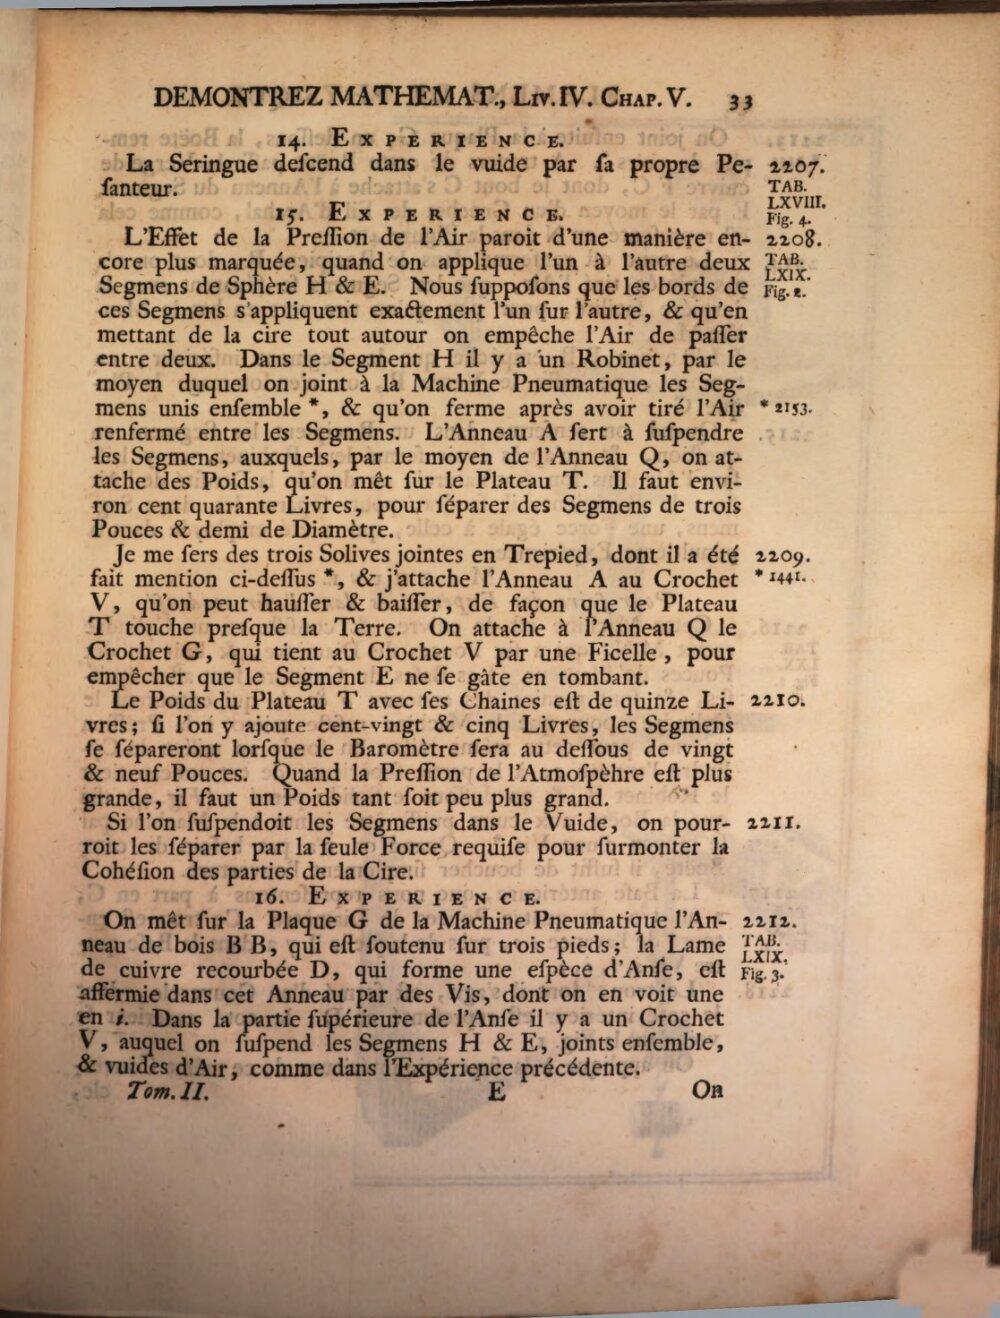 DEMONTREZ MATHEMAT., Liv. IV. Chap. V. 33
14. EXPERIENCE.
La Seringue deſcend dans le vuide par ſa propre Pe- 2207.
ſanteur. TAB.
LXVIII.
15. EXPERIENCE. Fig. 4.
L'Effet de la Preſſion de l'Air paroit d'une manière en- 2208.
core plus marquée, quand on applique l'un à l'autre deux TAB.
LXIX.
Segmens de Sphère H & E. Nous ſuppoſons que les bords de Fig. 2.
ces Segmens s'appliquent exactement l'un ſur l'autre, & qu'en
mettant de la cire tout autour on empêche l'Air de paſſer
entre deux. Dans le Segment H il y a un Robinet, par le
moyen duquel on joint à la Machine Pneumatique les Seg-
mens unis enſemble *, & qu'on ferme après avoir tiré l'Air * 2153.
renfermé entre les Segmens. L'Anneau A ſert à ſuſpendre
les Segmens, auxquels, par le moyen de l'Anneau Q, on at-
tache des Poids, qu'on mêt ſur le Plateau T. Il faut envi-
ron cent quarante Livres, pour ſéparer des Segmens de trois
Pouces & demi de Diamètre.
Je me ſers des trois Solives jointes en Trepied, dont il a été 2209.
fait mention ci-deſſus *, & j'attache l'Anneau A au Crochet * 1441.
V, qu'on peut hauſſer & baiſſer, de façon que le Plateau
T touche preſque la Terre. On attache à l'Anneau Q le
Crochet G, qui tient au Crochet V par une Ficelle, pour
empêcher que le Segment E ne ſe gâte en tombant.
Le Poids du Plateau T avec ſes Chaines eſt de quinze Li- 2210.
vres; ſi l'on y ajoute cent-vingt & cinq Livres, les Segmens
ſe ſépareront lorſque le Baromètre ſera au deſſous de vingt
& neuf Pouces. Quand la Preſſion de l'Atmoſpèhre eſt plus
grande, il faut un Poids tant ſoit peu plus grand.
Si l'on ſuſpendoit les Segmens dans le Vuide, on pour- 2211.
roit les ſéparer par la ſeule Force requiſe pour ſurmonter la
Cohéſion des parties de la Cire.
16. EXPERIENCE.
On mêt ſur la Plaque G de la Machine Pneumatique l'An- 2212.
neau de bois B B, qui eſt ſoutenu ſur trois pieds; la Lame TAB.
LXIX.
de cuivre recourbée D, qui forme une eſpèce d'Anſe, eſt Fig. 3.
affermie dans cet Anneau par des Vis, dont on en voit une
en i. Dans la partie ſupérieure de l'Anſe il y a un Crochet
V, auquel on ſuſpend les Segmens H & E, joints enſemble,
& vuides d'Air, comme dans l'Expérience précédente.
Tom. II. E On